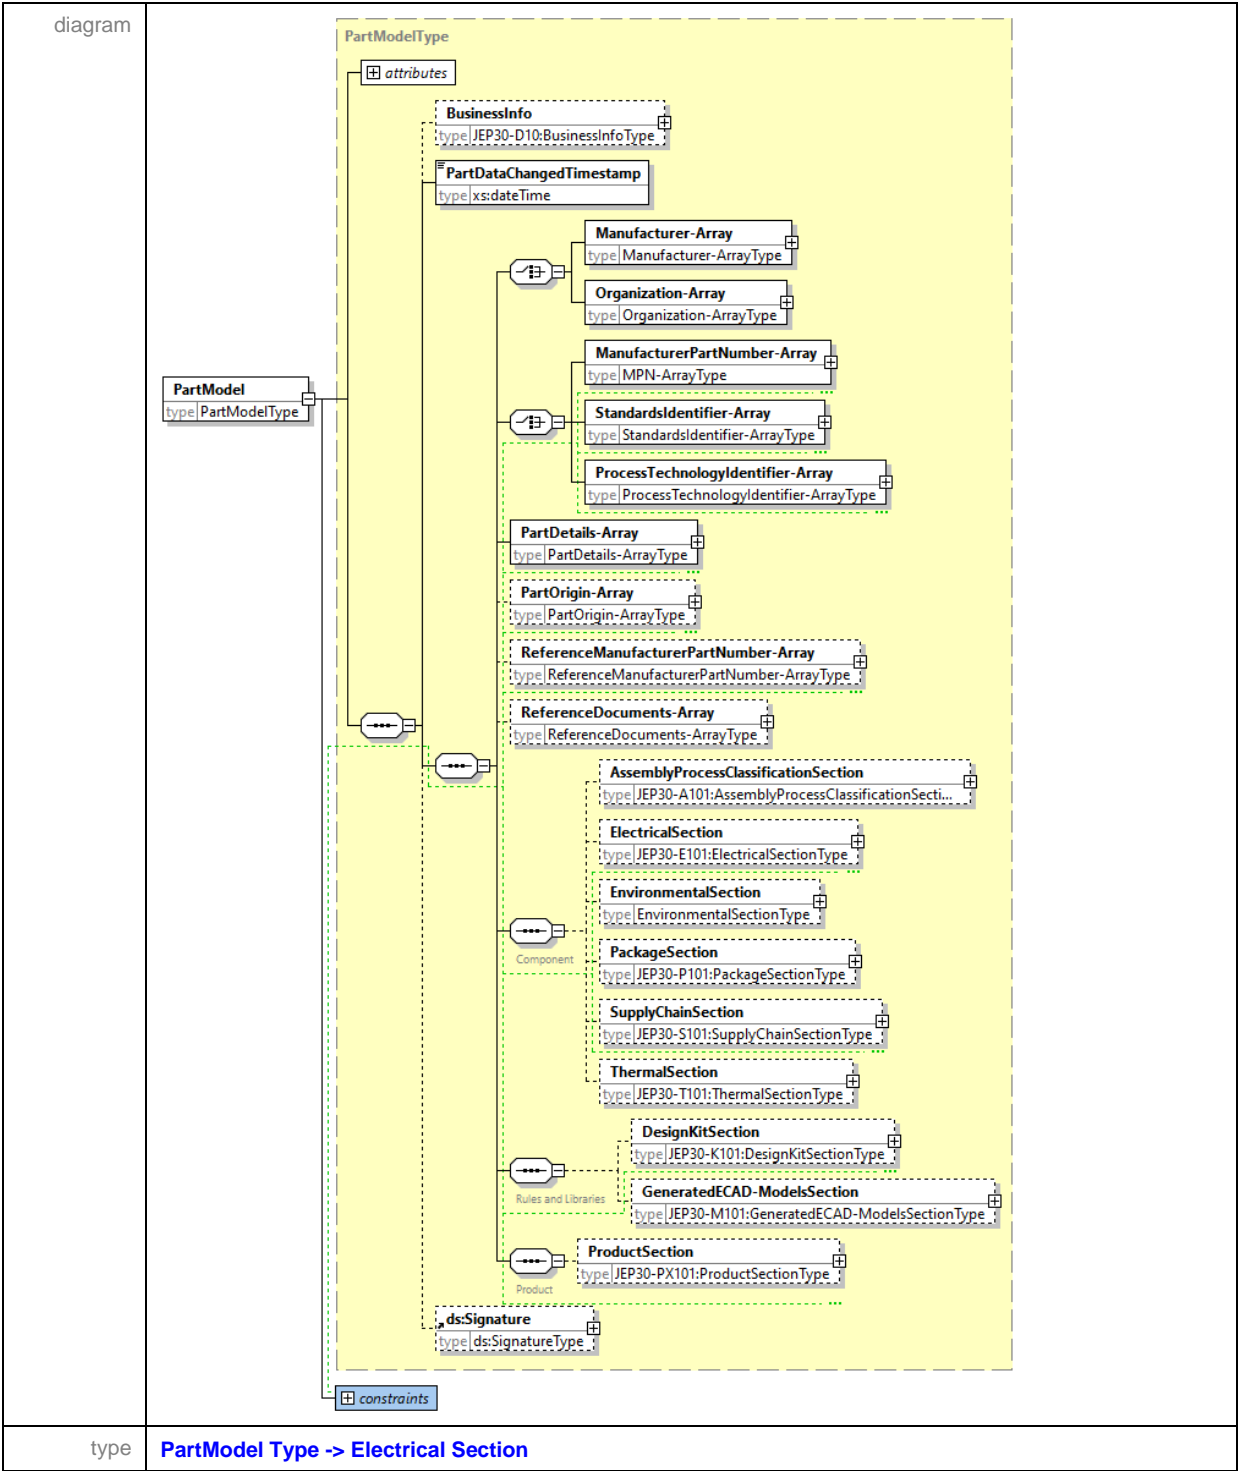 diagram
PartModelType
attributes
BusinessInfo
type JEP30-D10:BusinessInfoType
PartDataChangedTimestamp
type xs:dateTime
Manufacturer-Array
type Manufacturer-ArrayType
Organization-Array
type Organization-ArrayType
ManufacturerPartNumber-Array
type MPN-ArrayType
PartModel
type PartModelType
StandardsIdentifier-Array
type StandardsIdentifier-ArrayType
ProcessTechnologyIdentifier-Array
type ProcessTechnologyIdentifier-ArrayType
PartDetails-Array
type PartDetails-ArrayType
PartOrigin-Array
type PartOrigin-ArrayType
ReferenceManufacturerPartNumber-Array
type ReferenceManufacturerPartNumber-ArrayType
ReferenceDocuments-Array
type ReferenceDocuments-ArrayType
AssemblyProcessClassificationSection
type JEP30-A101:AssemblyProcessClassificationSecti...
ElectricalSection
type JEP30-E101:ElectricalSectionType
EnvironmentalSection
type EnvironmentalSectionType
Component
PackageSection
type JEP30-P101:PackageSectionType
SupplyChainSection
type JEP30-S101:SupplyChainSectionType
ThermalSection
type JEP30-T101:ThermalSectionType
DesignKitSection
type JEP30-K101:DesignKitSectionType
Rules and Libraries
GeneratedECAD-ModelsSection
type JEP30-M101:GeneratedECAD-ModelsSectionType
ProductSection
type JEP30-PX101:ProductSectionType
Product
ds:Signature
type ds:SignatureType
constraints
type
PartModel Type -> Electrical Section